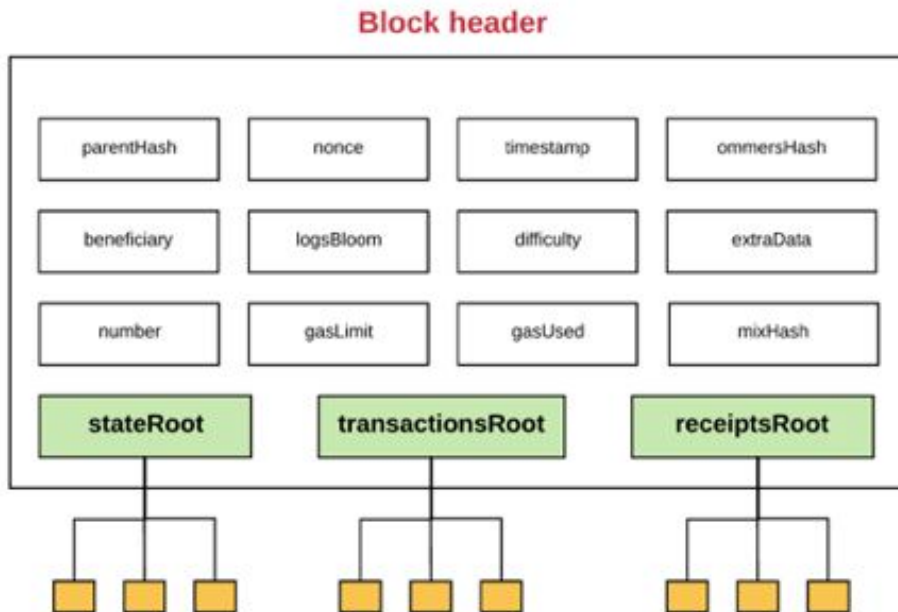 Block header
parentHash nonce timestamp ommersHash
beneficiary logsBloom difficulty extraData
number gasLimit gasUsed mixHash
stateRoot transactionsRoot receiptsRoot